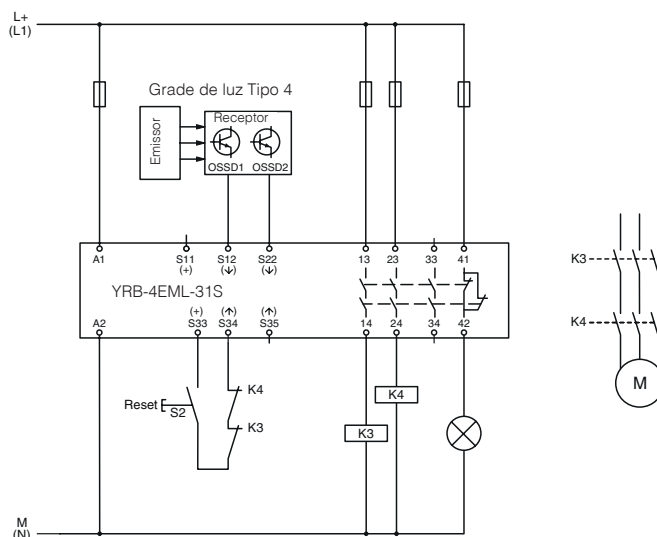 L+
(L1)
Grade de luz Tipo 4
Emissor
Receptor
OSSD1 OSSD2
A1 S11 S12 S22 13 23 33 41
(+) (↓) (↓)
YRB-4EML-31S
(+) (↑) (↑)
A2 S33 S34 S35 14 24 34 42
K3
K4
M
Reset
S2
K4
K3
K4
K3
M
(N)